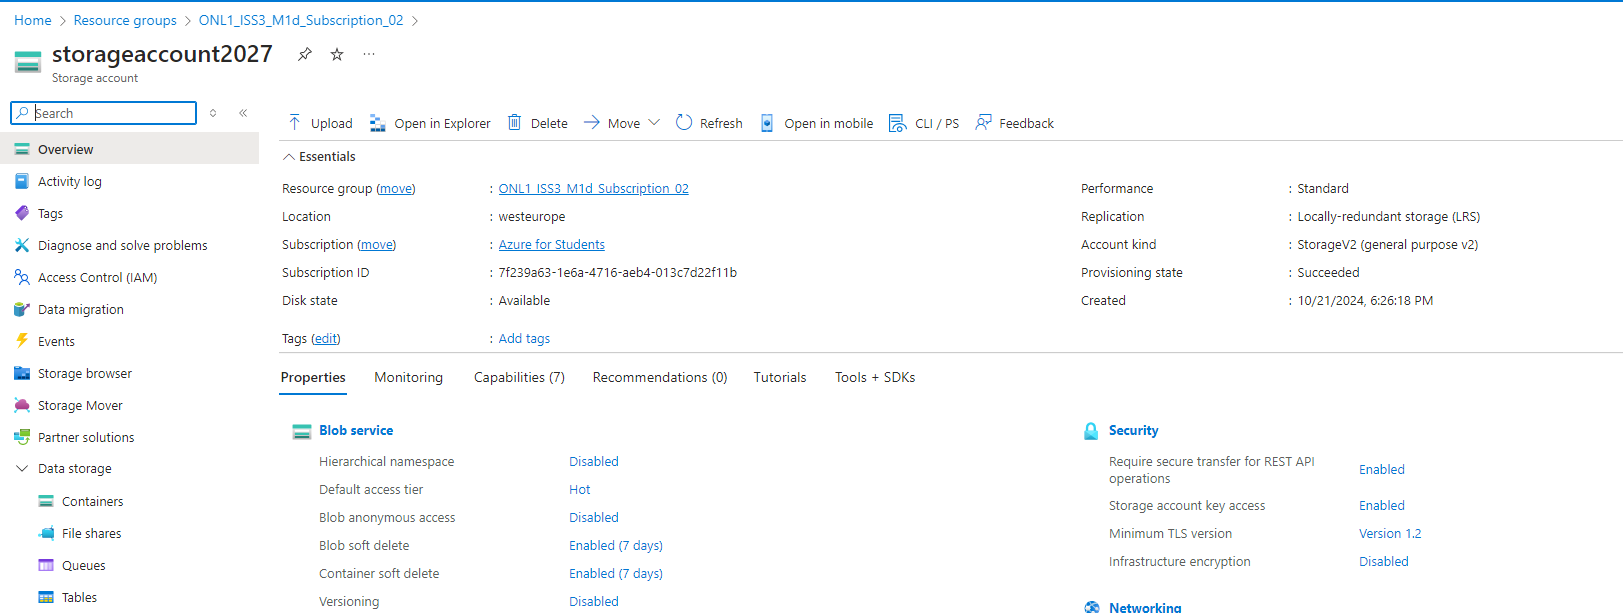 Home > Resource groups > ONL1_ISS3_M1d_Subscription_02 >
storageaccount2027
Storage account
Search
Overview
Activity log
Tags
Diagnose and solve problems
Access Control (IAM)
Data migration
Events
Storage browser
Storage Mover
Partner solutions
Data storage
Containers
File shares
Queues
Tables
Upload Open in Explorer Delete Move Refresh Open in mobile CLI / PS Feedback
Essentials
Resource group (move) : ONL1_ISS3_M1d_Subscription_02
Location : westeurope
Subscription (move) : Azure for Students
Subscription ID : 7f239a63-1e6a-4716-aeb4-013c7d22f11b
Disk state : Available
Performance : Standard
Replication : Locally-redundant storage (LRS)
Account kind : StorageV2 (general purpose v2)
Provisioning state : Succeeded
Created : 10/21/2024, 6:26:18 PM
Tags (edit) : Add tags
Properties Monitoring Capabilities (7) Recommendations (0) Tutorials Tools + SDKs
Blob service
Hierarchical namespace Disabled
Default access tier Hot
Blob anonymous access Disabled
Blob soft delete Enabled (7 days)
Container soft delete Enabled (7 days)
Versioning Disabled
Security
Require secure transfer for REST API
operations Enabled
Storage account key access Enabled
Minimum TLS version Version 1.2
Infrastructure encryption Disabled
Networking